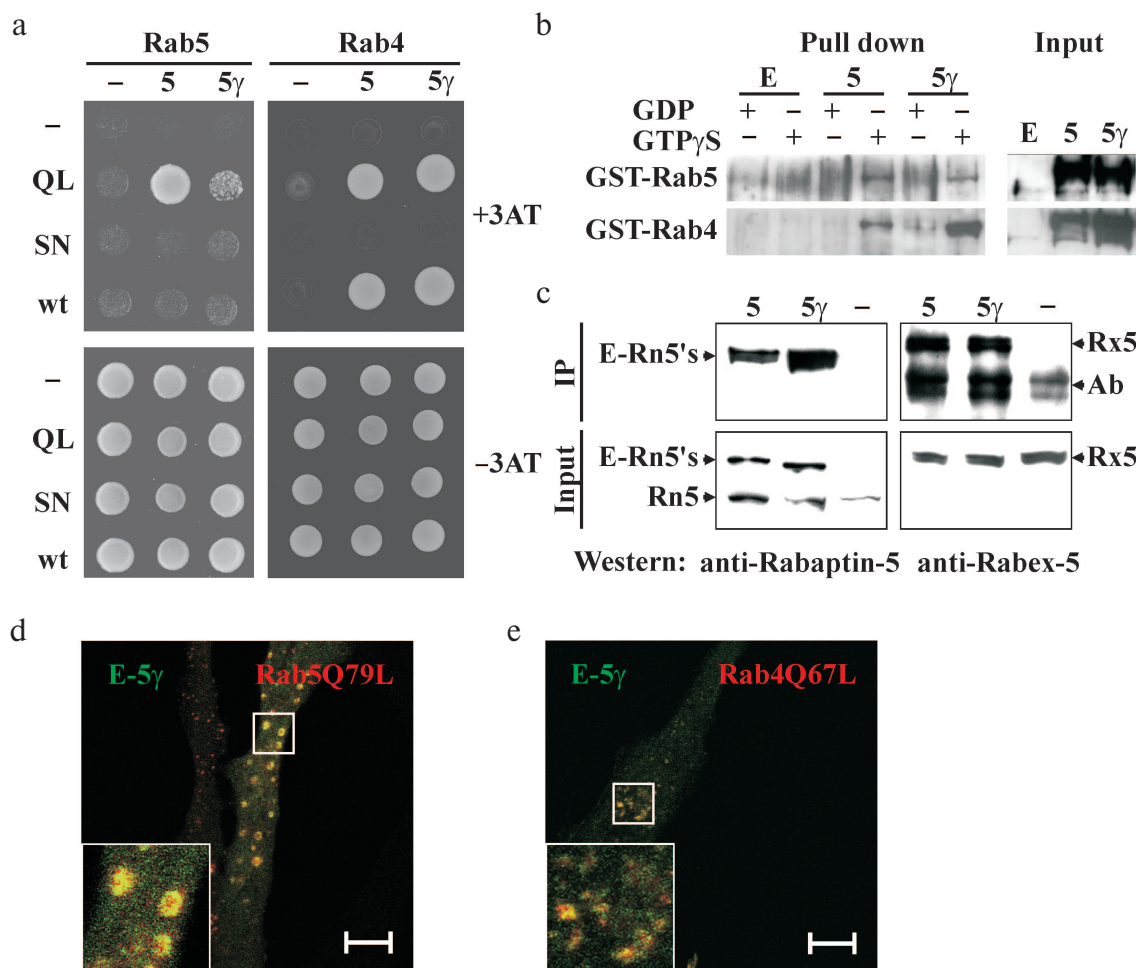 a
Rab5 Rab4
– 5 5γ – 5 5γ
–
QL
SN
wt
+3AT
–
QL
SN
wt
–3AT
b
Pull down Input
E 5 5γ
GDP + – + – + –
GTPγS – + – + – + E 5 5γ
GST-Rab5
GST-Rab4
c
5 5γ – 5 5γ –
IP
E-Rn5's Rx5
Ab
Input
E-Rn5's Rx5
Rn5
Western: anti-Rabaptin-5 anti-Rabex-5
d
E-5γ Rab5Q79L
e
E-5γ Rab4Q67L